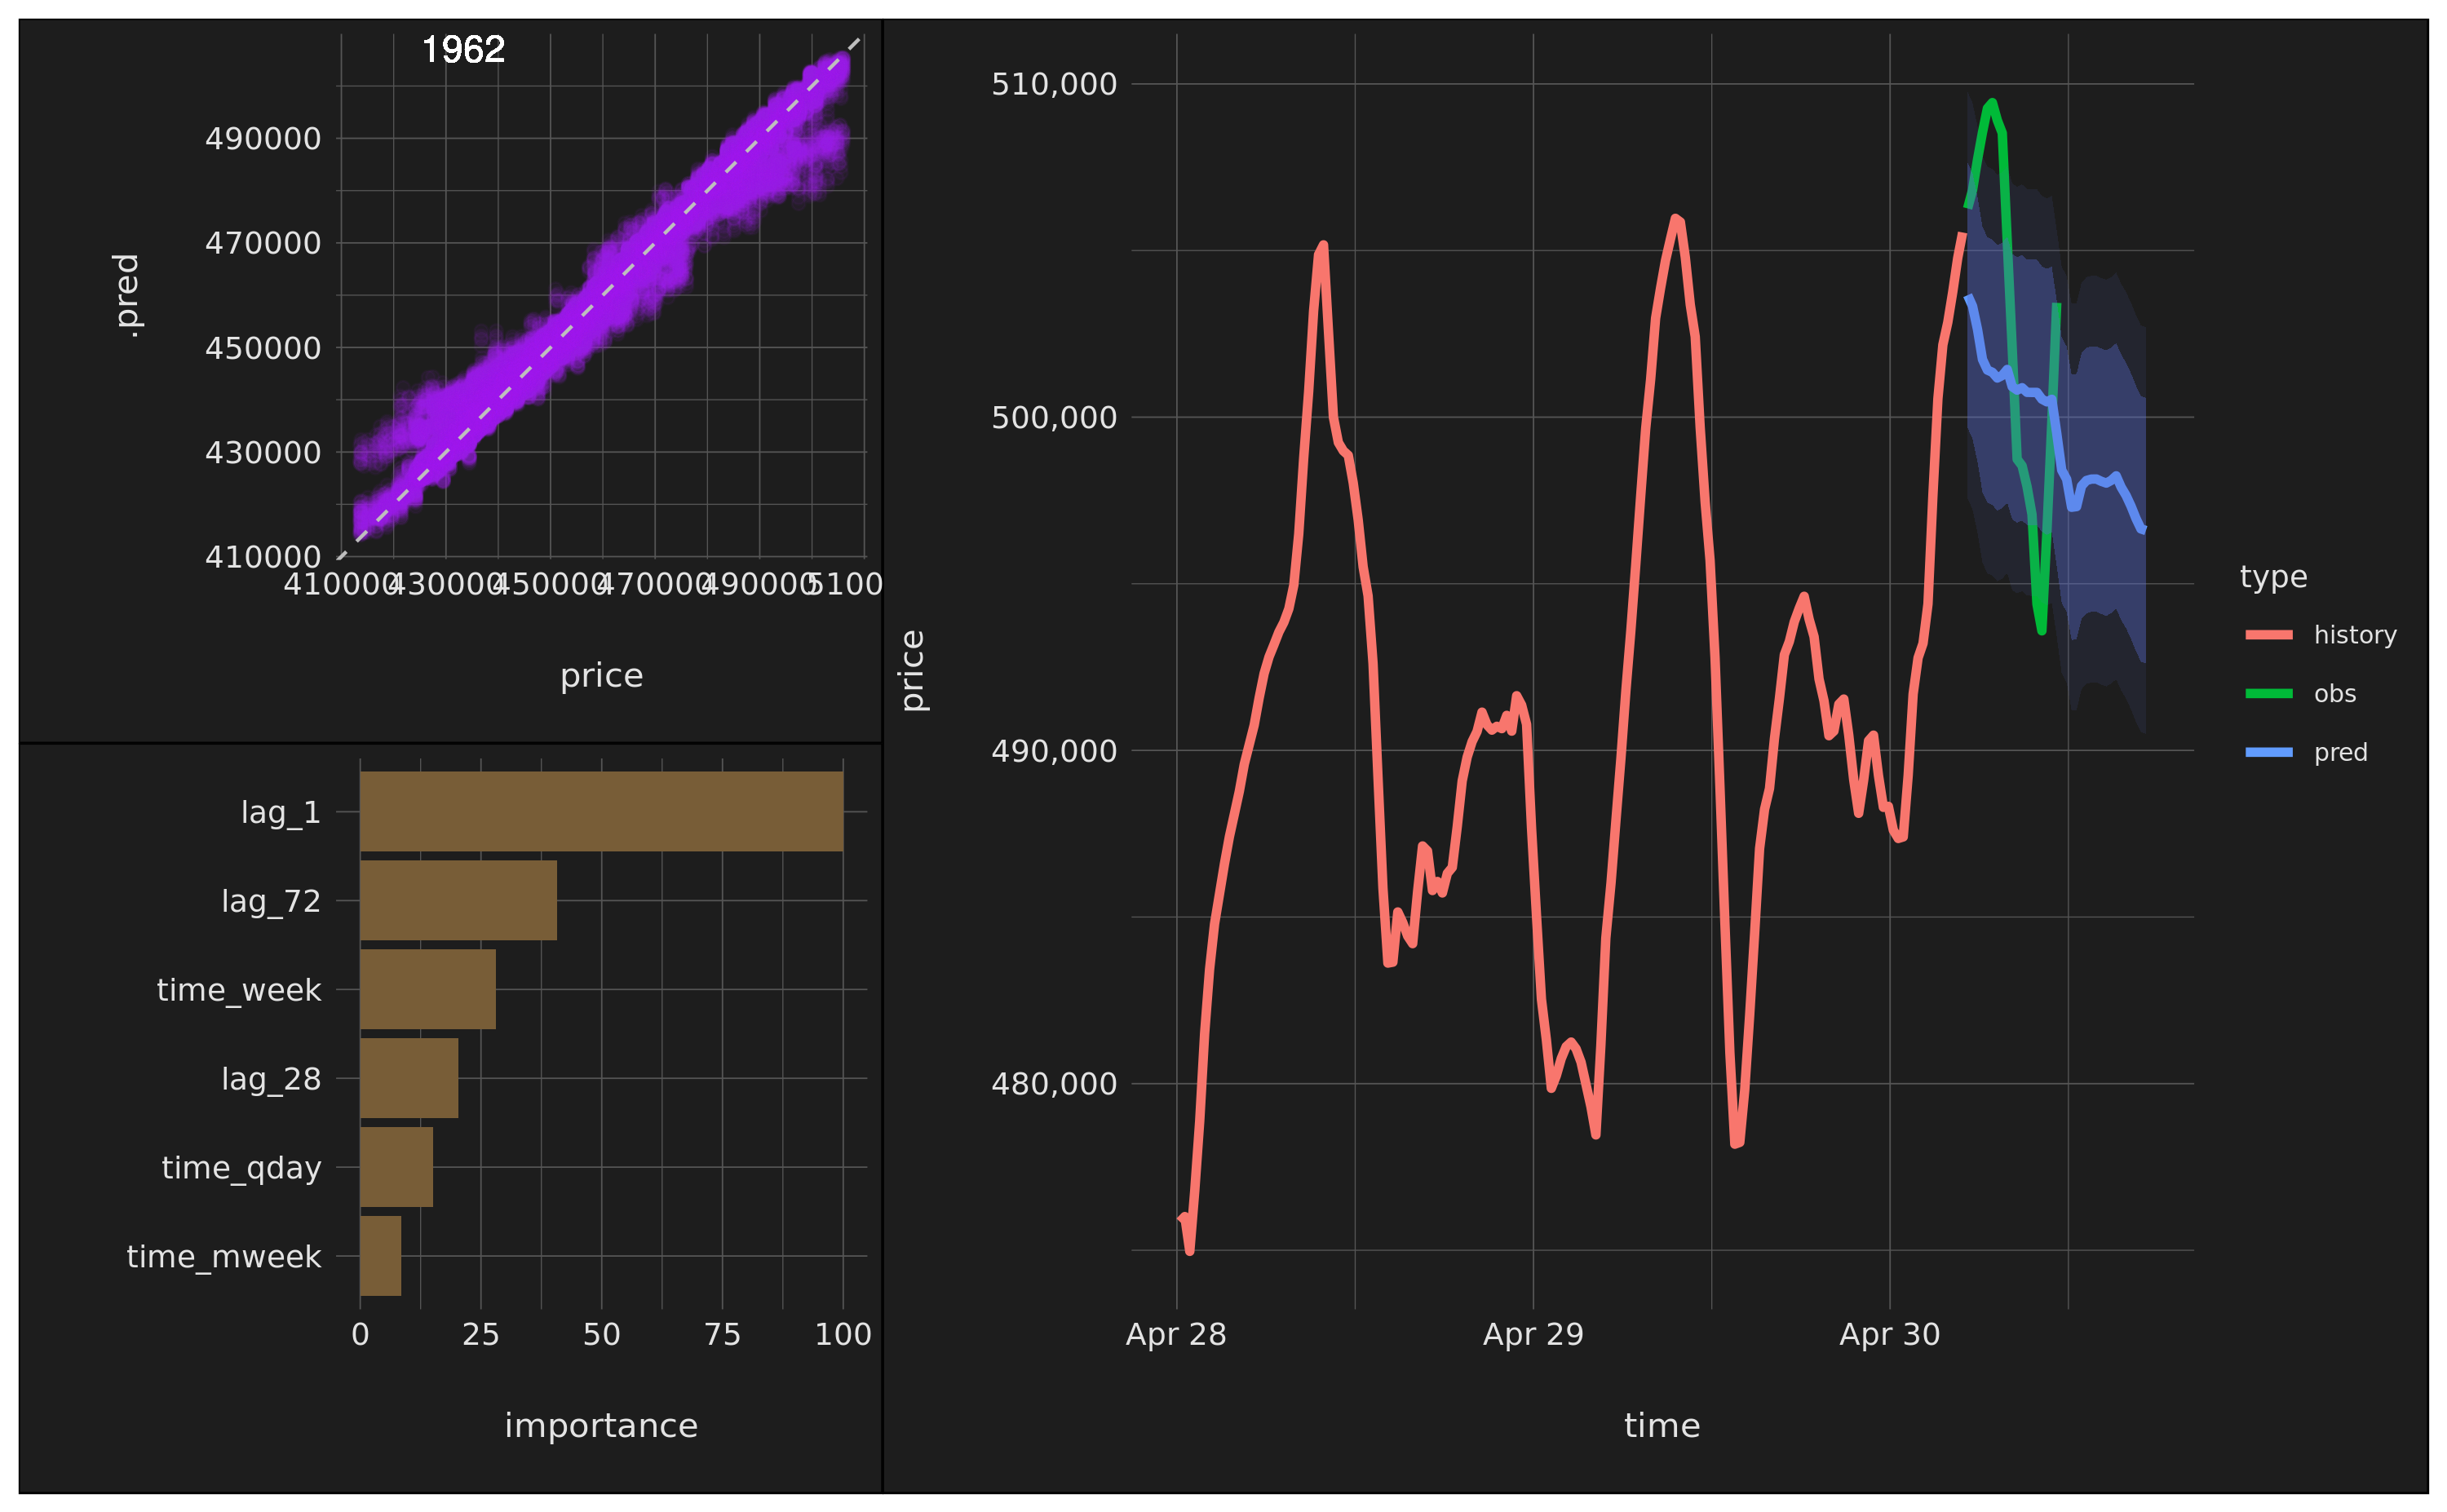 1962
490000
470000
450000
430000
410000
.pred
410000 430000 450000 470000 490000 5100
price
lag_1
lag_72
time_week
lag_28
time_qday
time_mweek
0 25 50 75 100
importance
510,000
500,000
490,000
480,000
price
Apr 28 Apr 29 Apr 30
time
type
history
obs
pred